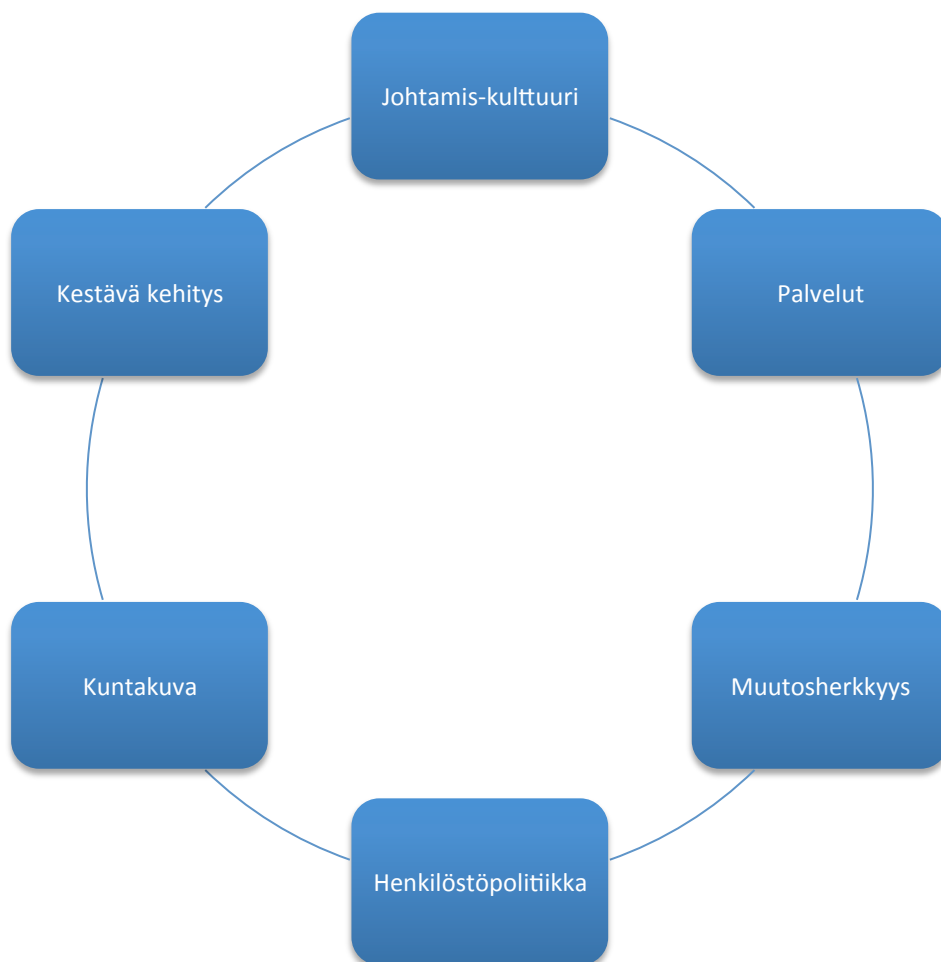 Johtamis-kulttuuri
Palvelut
Muutosherkkyys
Henkilöstöpolitiikka
Kuntakuva
Kestävä kehitys